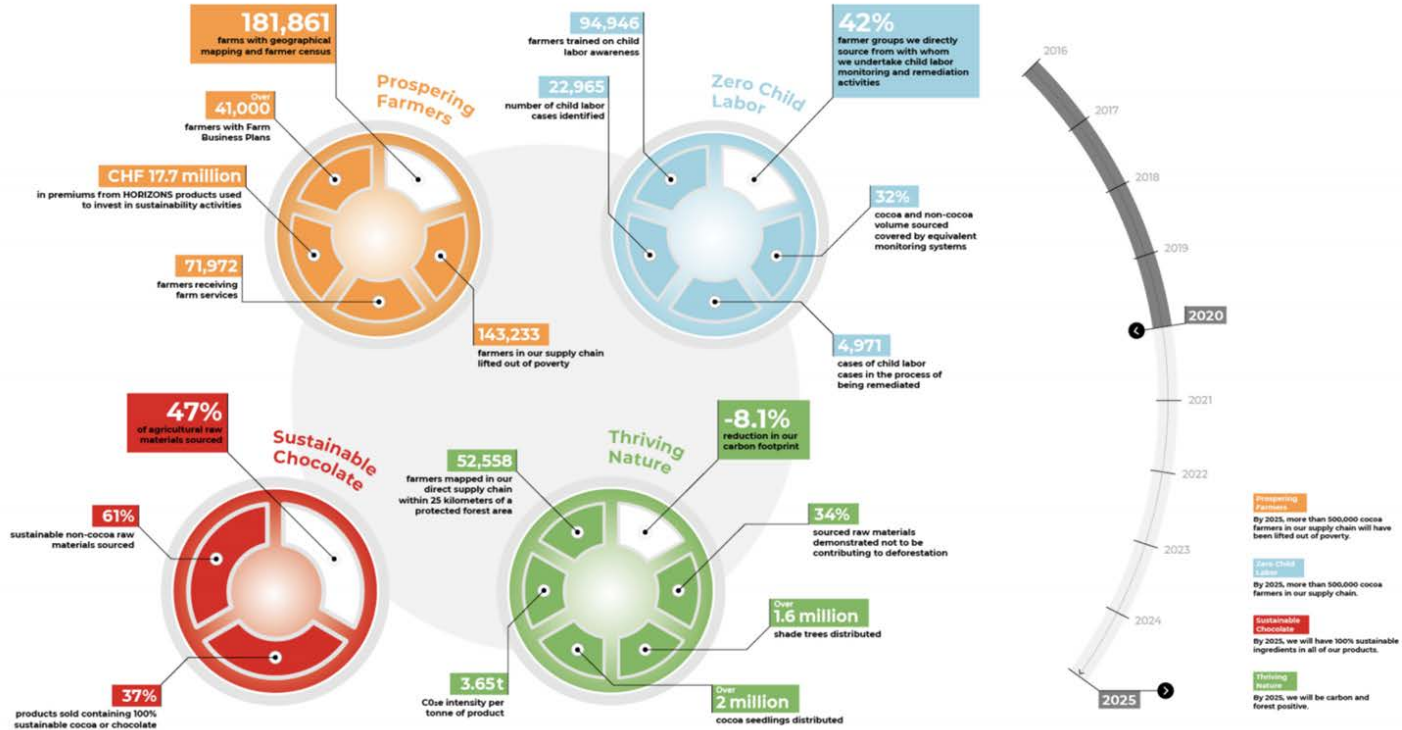 181,861
farms with geographical
mapping and farmer census
Prospering
Farmers
Over
41,000
farmers with Farm
Business Plans
CHF 17.7 million
in premiums from HORIZONS products used
to invest in sustainability activities
71,972
farmers receiving
farm services
143,233
farmers in our supply chain
lifted out of poverty
94,946
farmers trained on child
labor awareness
22,965
number of child labor
cases identified
Zero Child
Labor
42%
farmer groups we directly
source from with whom
we undertake child labor
monitoring and remediation
activities
32%
cocoa and non-cocoa
volume sourced
covered by equivalent
monitoring systems
4,971
cases of child labor
cases in the process of
being remediated
47%
of agricultural raw
materials sourced
Sustainable
Chocolate
61%
sustainable non-cocoa raw
materials sourced
37%
products sold containing 100%
sustainable cocoa or chocolate
52,558
farmers mapped in our
direct supply chain
within 25 kilometers of a
protected forest area
Thriving
Nature
-8.1%
reduction in our
carbon footprint
34%
sourced raw materials
demonstrated not to be
contributing to deforestation
Over
1.6 million
shade trees distributed
Over
2 million
cocoa seedlings distributed
3.65t
CO₂e intensity per
tonne of product
2016
2017
2018
2019
2020
2021
2022
2023
2024
2025
Prospering
Farmers
By 2025, more than 500,000 cocoa
farmers in our supply chain will have
been lifted out of poverty.
Zero Child
Labor
By 2025, more than 500,000 cocoa
farmers in our supply chain.
Sustainable
Chocolate
By 2025, we will have 100% sustainable
ingredients in all of our products.
Thriving
Nature
By 2025, we will be carbon and
forest positive.